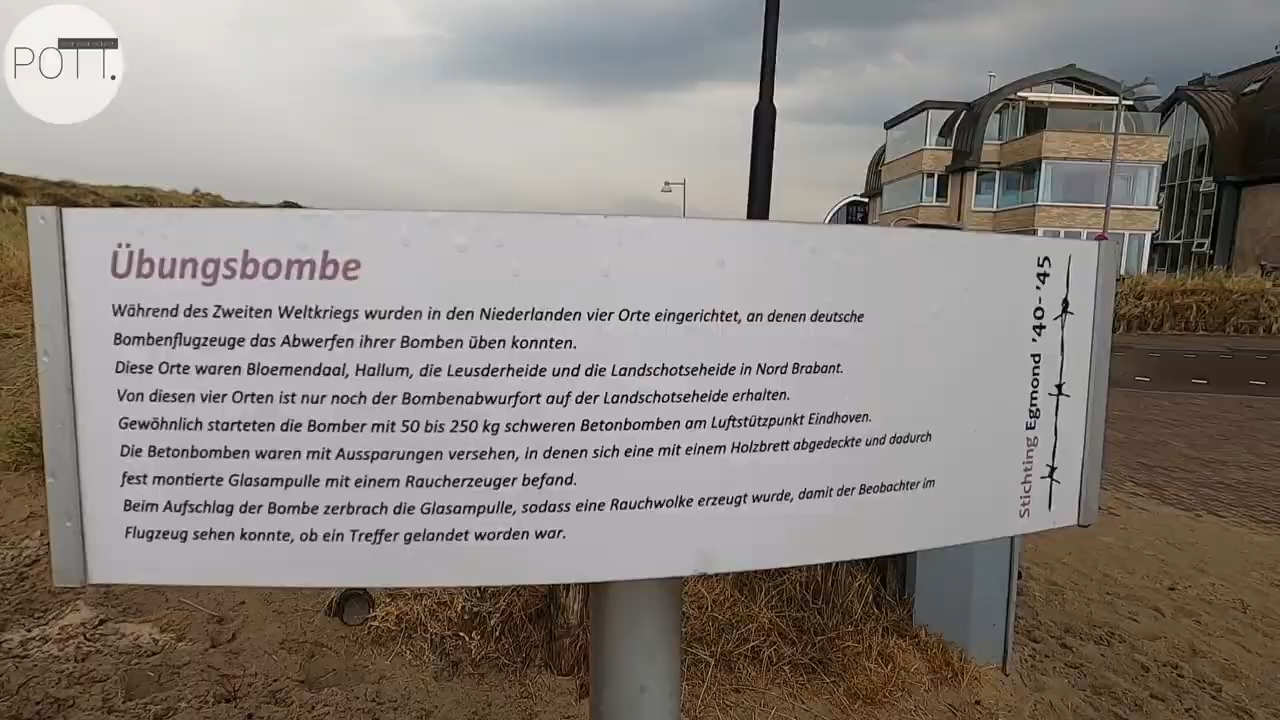 POTT.
Übungsbombe
Während des Zweiten Weltkriegs wurden in den Niederlanden vier Orte eingerichtet, an denen deutsche
Bombenflugzeuge das Abwerfen ihrer Bomben üben konnten.
Diese Orte waren Bloemendaal, Hallum, die Leusderheide und die Landschotseheide in Nord Brabant.
Von diesen vier Orten ist nur noch der Bombenabwurfort auf der Landschotseheide erhalten.
Gewöhnlich starteten die Bomber mit 50 bis 250 kg schweren Betonbomben am Luftstützpunkt Eindhoven.
Die Betonbomben waren mit Aussparungen versehen, in denen sich eine mit einem Holzbrett abgedeckte und dadurch
fest montierte Glasampulle mit einem Raucherzeuger befand.
Beim Aufschlag der Bombe zerbrach die Glasampulle, sodass eine Rauchwolke erzeugt wurde, damit der Beobachter im
Flugzeug sehen konnte, ob ein Treffer gelandet worden war.
Stichting Egmond '40-'45